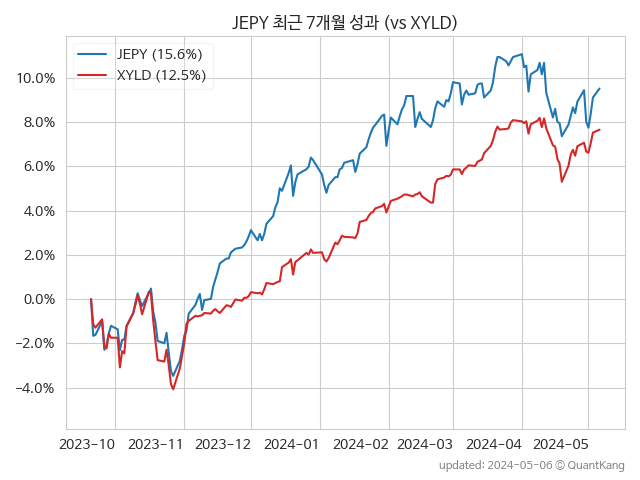 JEPY 최근 7개월 성과 (vs XYLD)
JEPY (15.6%)
XYLD (12.5%)
10.0%
8.0%
6.0%
4.0%
2.0%
0.0%
−2.0%
−4.0%
2023-10 2023-11 2023-12 2024-01 2024-02 2024-03 2024-04 2024-05
updated: 2024-05-06 © QuantKang